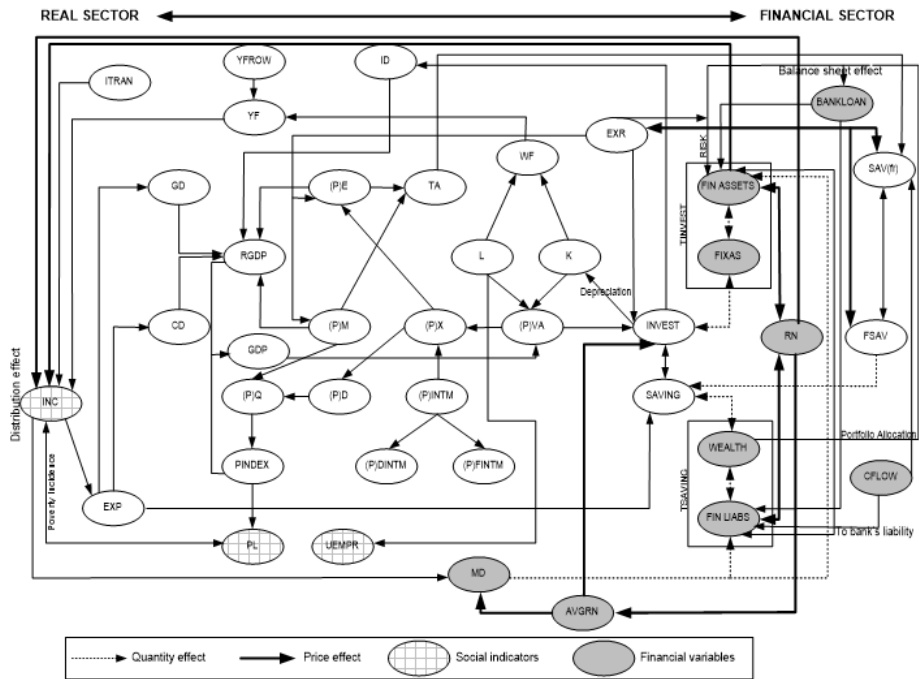 REAL SECTOR
FINANCIAL SECTOR
YFROW
ID
ITRAN
Balance sheet effect
BANKLOAN
YF
EXR
WF
RISK
SAV(fr)
GD
(P)E
TA
FIN ASSETS
TINVEST
RGDP
L
K
FIXAS
Depreciation
CD
(P)M
(P)X
(P)VA
INVEST
RN
FSAV
GDP
Distribution effect
INC
(P)Q
(P)D
(P)INTM
SAVING
WEALTH
Portfolio Allocation
PINDEX
(P)DINTM
(P)FINTM
CFLOW
Poverty Incidence
EXP
TSAVING
FIN LIABS
To bank's liability
PL
UEMPR
MD
AVGRN
Quantity effect
Price effect
Social indicators
Financial variables